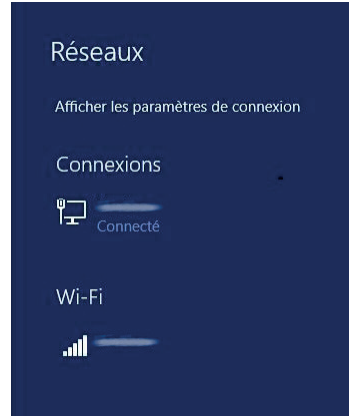 Réseaux
Afficher les paramètres de connexion
Connexions
Connecté
Wi-Fi